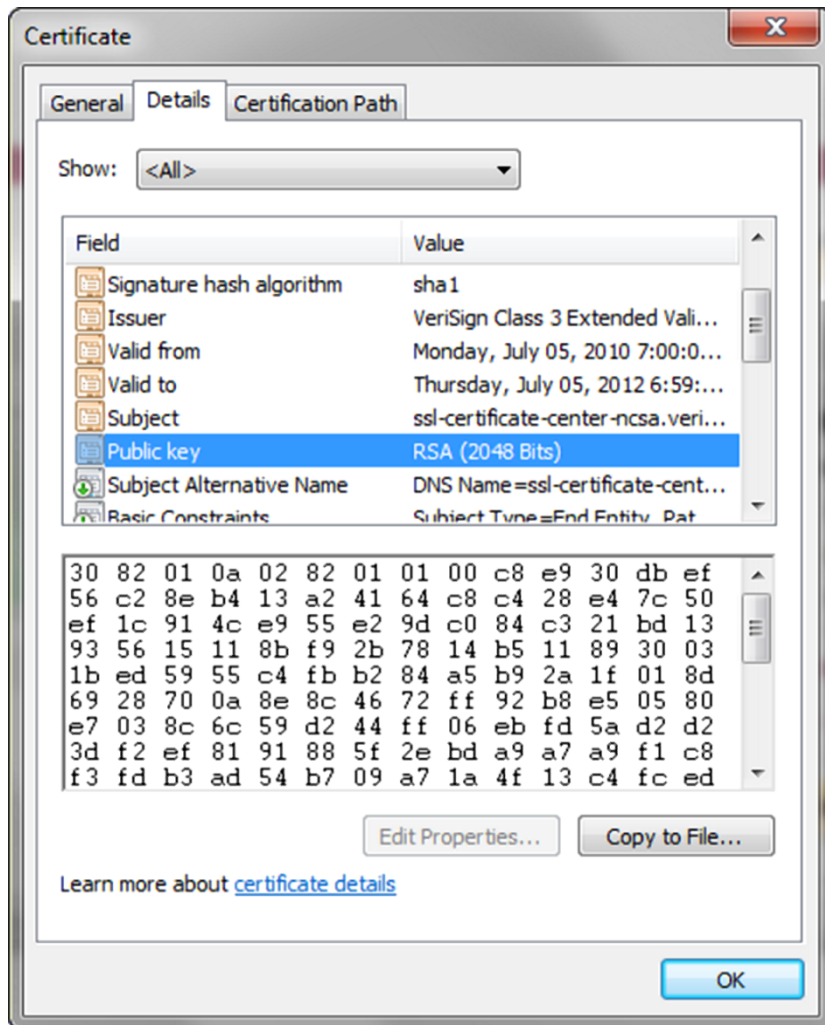 Certificate
General Details Certification Path
Show: <All>
Field Value
Signature hash algorithm sha1
Issuer VeriSign Class 3 Extended Vali...
Valid from Monday, July 05, 2010 7:00:0...
Valid to Thursday, July 05, 2012 6:59:...
Subject ssl-certificate-center-ncsa.veri...
Public key RSA (2048 Bits)
Subject Alternative Name DNS Name=ssl-certificate-cent...
Basic Constraints Subject Type=End Entity, Pat
30 82 01 0a 02 82 01 01 00 c8 e9 30 db ef
56 c2 8e b4 13 a2 41 64 c8 c4 28 e4 7c 50
ef 1c 91 4c e9 55 e2 9d c0 84 c3 21 bd 13
93 56 15 11 8b f9 2b 78 14 b5 11 89 30 03
1b ed 59 55 c4 fb b2 84 a5 b9 2a 1f 01 8d
69 28 70 0a 8e 8c 46 72 ff 92 b8 e5 05 80
e7 03 8c 6c 59 d2 44 ff 06 eb fd 5a d2 d2
3d f2 ef 81 91 88 5f 2e bd a9 a7 a9 f1 c8
f3 fd b3 ad 54 b7 09 a7 1a 4f 13 c4 fc ed
Edit Properties... Copy to File...
Learn more about certificate details
OK